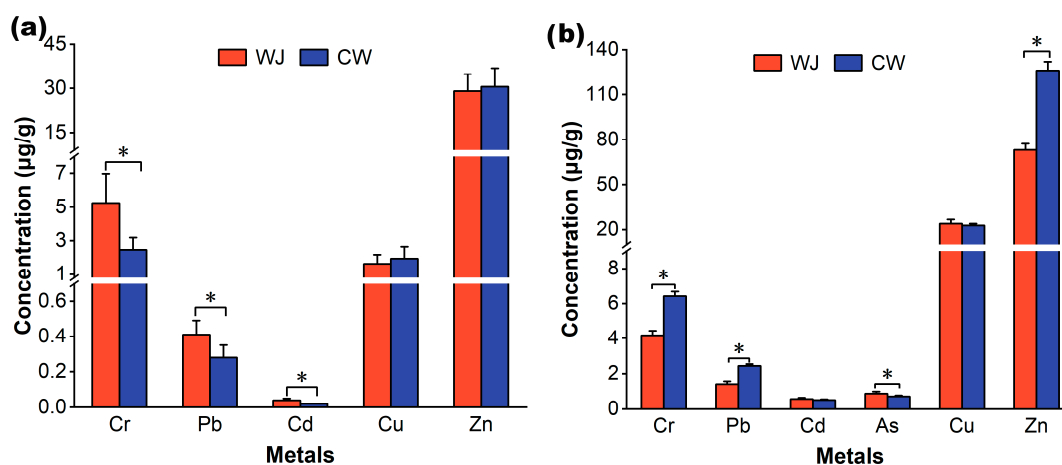 (a)
WJ CW
Concentration (µg/g)
45
30
15
7
5
3
1
0.6
0.4
0.2
0.0
*
*
*
Cr Pb Cd Cu Zn
Metals
(b)
WJ CW
Concentration (µg/g)
140
110
80
50
20
8
6
4
2
0
*
*
*
*
Cr Pb Cd As Cu Zn
Metals